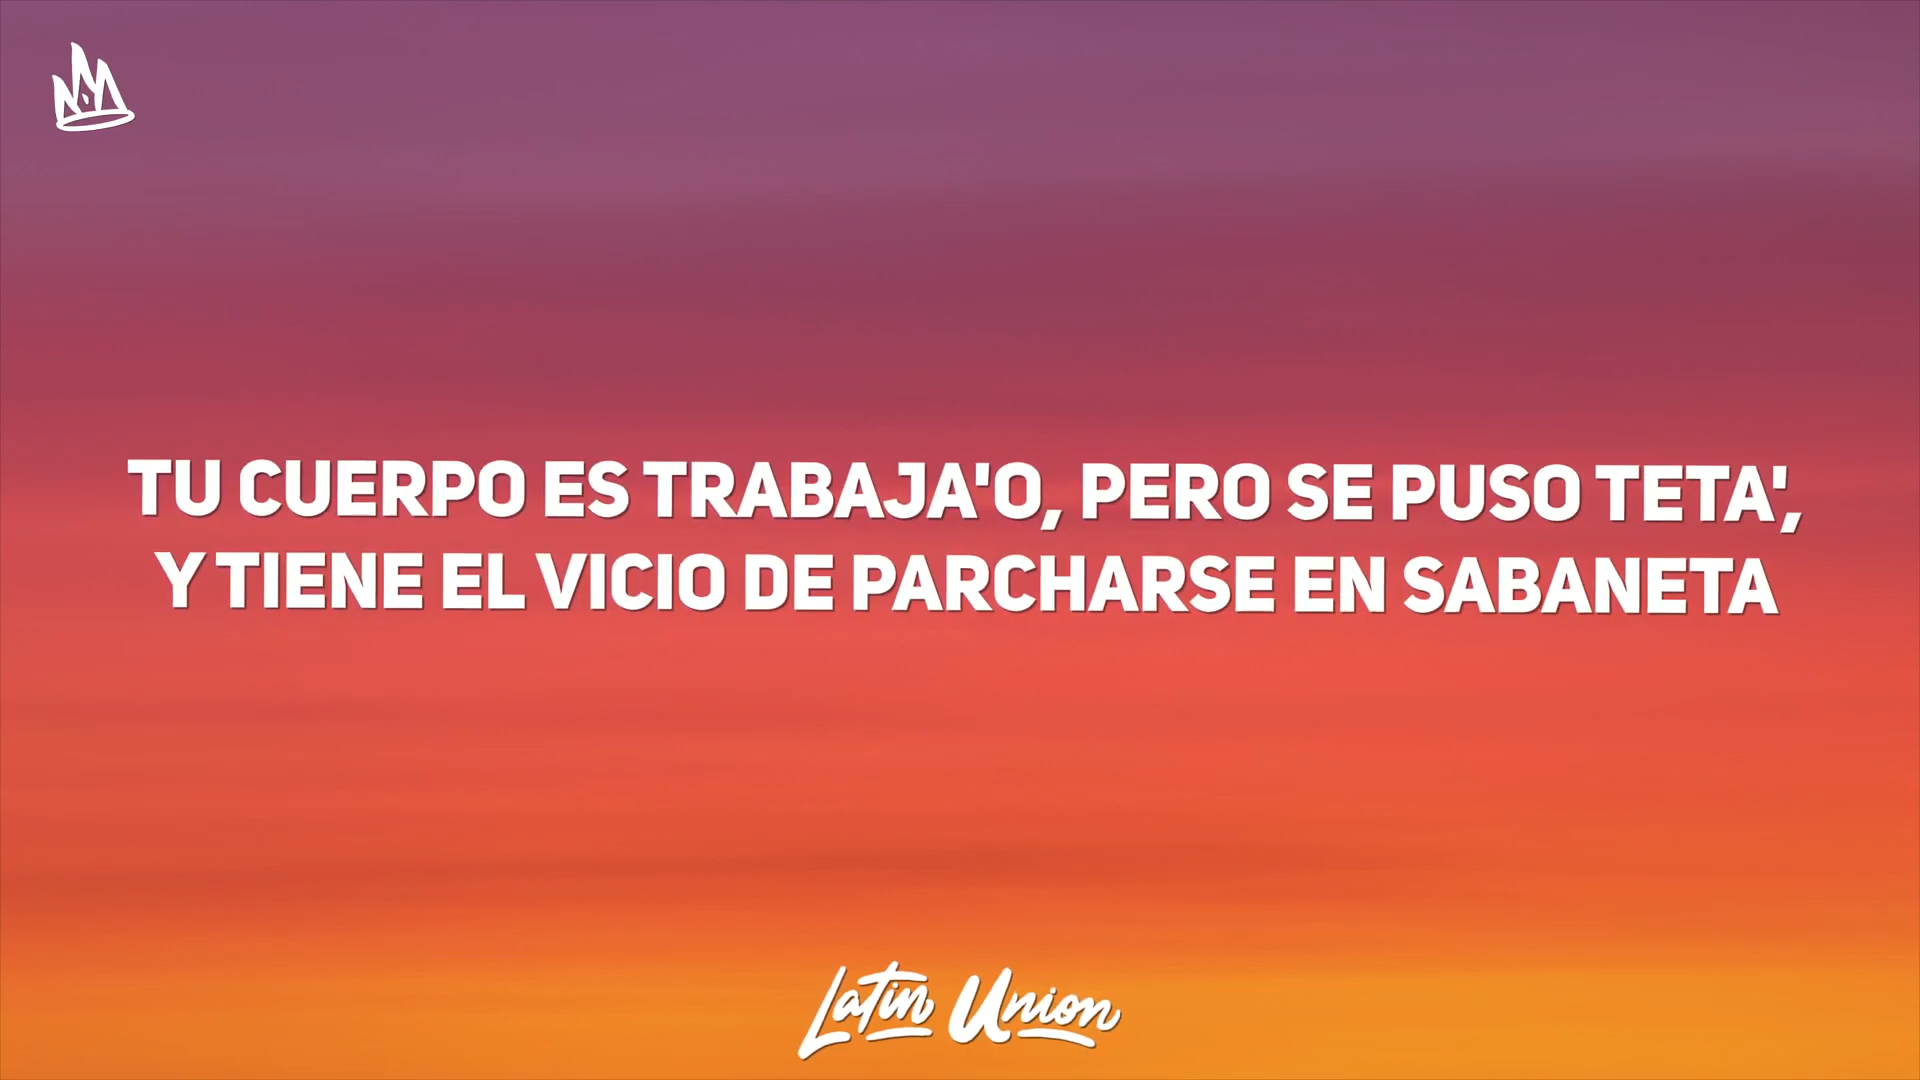 TU CUERPO ES TRABAJA'O, PERO SE PUSO TETA',
Y TIENE EL VICIO DE PARCHARSE EN SABANETA
Latin Union